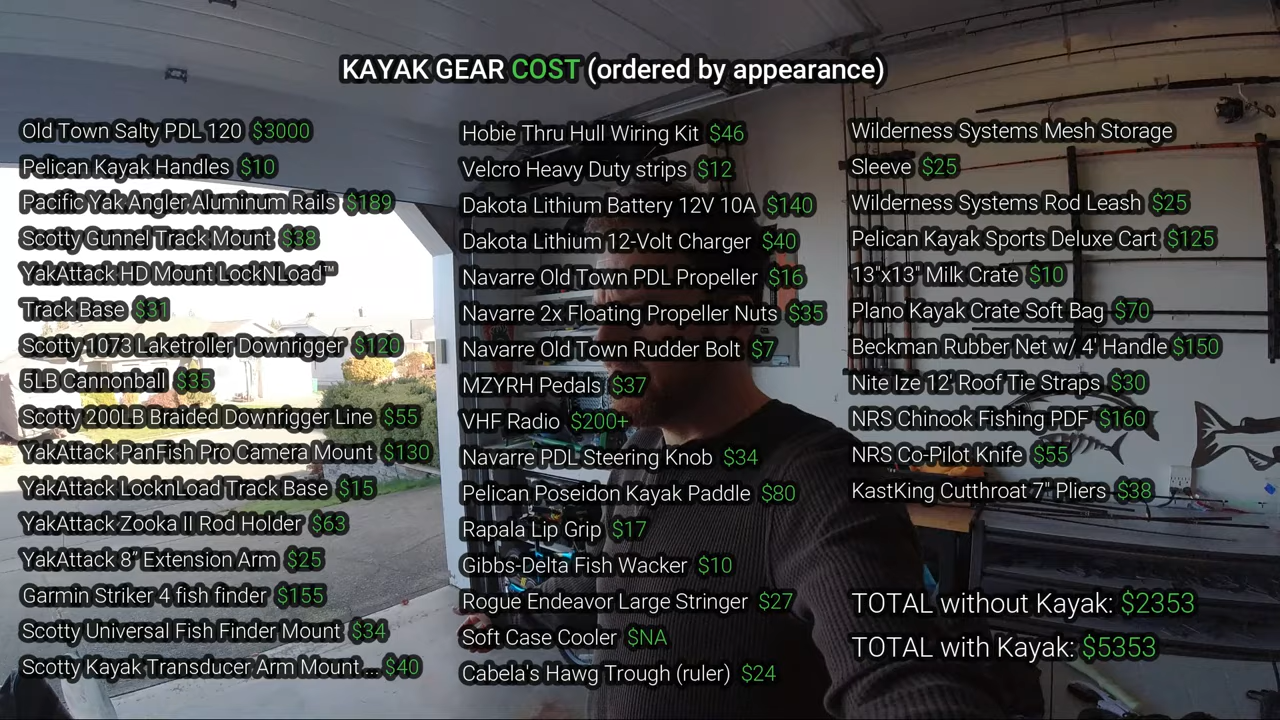 KAYAK GEAR COST (ordered by appearance)
Old Town Salty PDL 120 $3000
Pelican Kayak Handles $10
Pacific Yak Angler Aluminum Rails $189
Scotty Gunnel Track Mount $38
YakAttack HD Mount LockNLoad™
Track Base $31
Scotty 1073 Laketroller Downrigger $120
5LB Cannonball $35
Scotty 200LB Braided Downrigger Line $55
YakAttack PanFish Pro Camera Mount $130
YakAttack LocknLoad Track Base $15
YakAttack Zooka II Rod Holder $63
YakAttack 8” Extension Arm $25
Garmin Striker 4 fish finder $155
Scotty Universal Fish Finder Mount $34
Scotty Kayak Transducer Arm Mount ... $40
Hobie Thru Hull Wiring Kit $46
Velcro Heavy Duty strips $12
Dakota Lithium Battery 12V 10A $140
Dakota Lithium 12-Volt Charger $40
Navarre Old Town PDL Propeller $16
Navarre 2x Floating Propeller Nuts $35
Navarre Old Town Rudder Bolt $7
MZYRH Pedals $37
VHF Radio $200+
Navarre PDL Steering Knob $34
Pelican Poseidon Kayak Paddle $80
Rapala Lip Grip $17
Gibbs-Delta Fish Wacker $10
Rogue Endeavor Large Stringer $27
Soft Case Cooler $NA
Cabela's Hawg Trough (ruler) $24
Wilderness Systems Mesh Storage
Sleeve $25
Wilderness Systems Rod Leash $25
Pelican Kayak Sports Deluxe Cart $125
13"x13" Milk Crate $10
Plano Kayak Crate Soft Bag $70
Beckman Rubber Net w/ 4' Handle $150
Nite Ize 12' Roof Tie Straps $30
NRS Chinook Fishing PDF $160
NRS Co-Pilot Knife $55
KastKing Cutthroat 7" Pliers $38
TOTAL without Kayak: $2353
TOTAL with Kayak: $5353